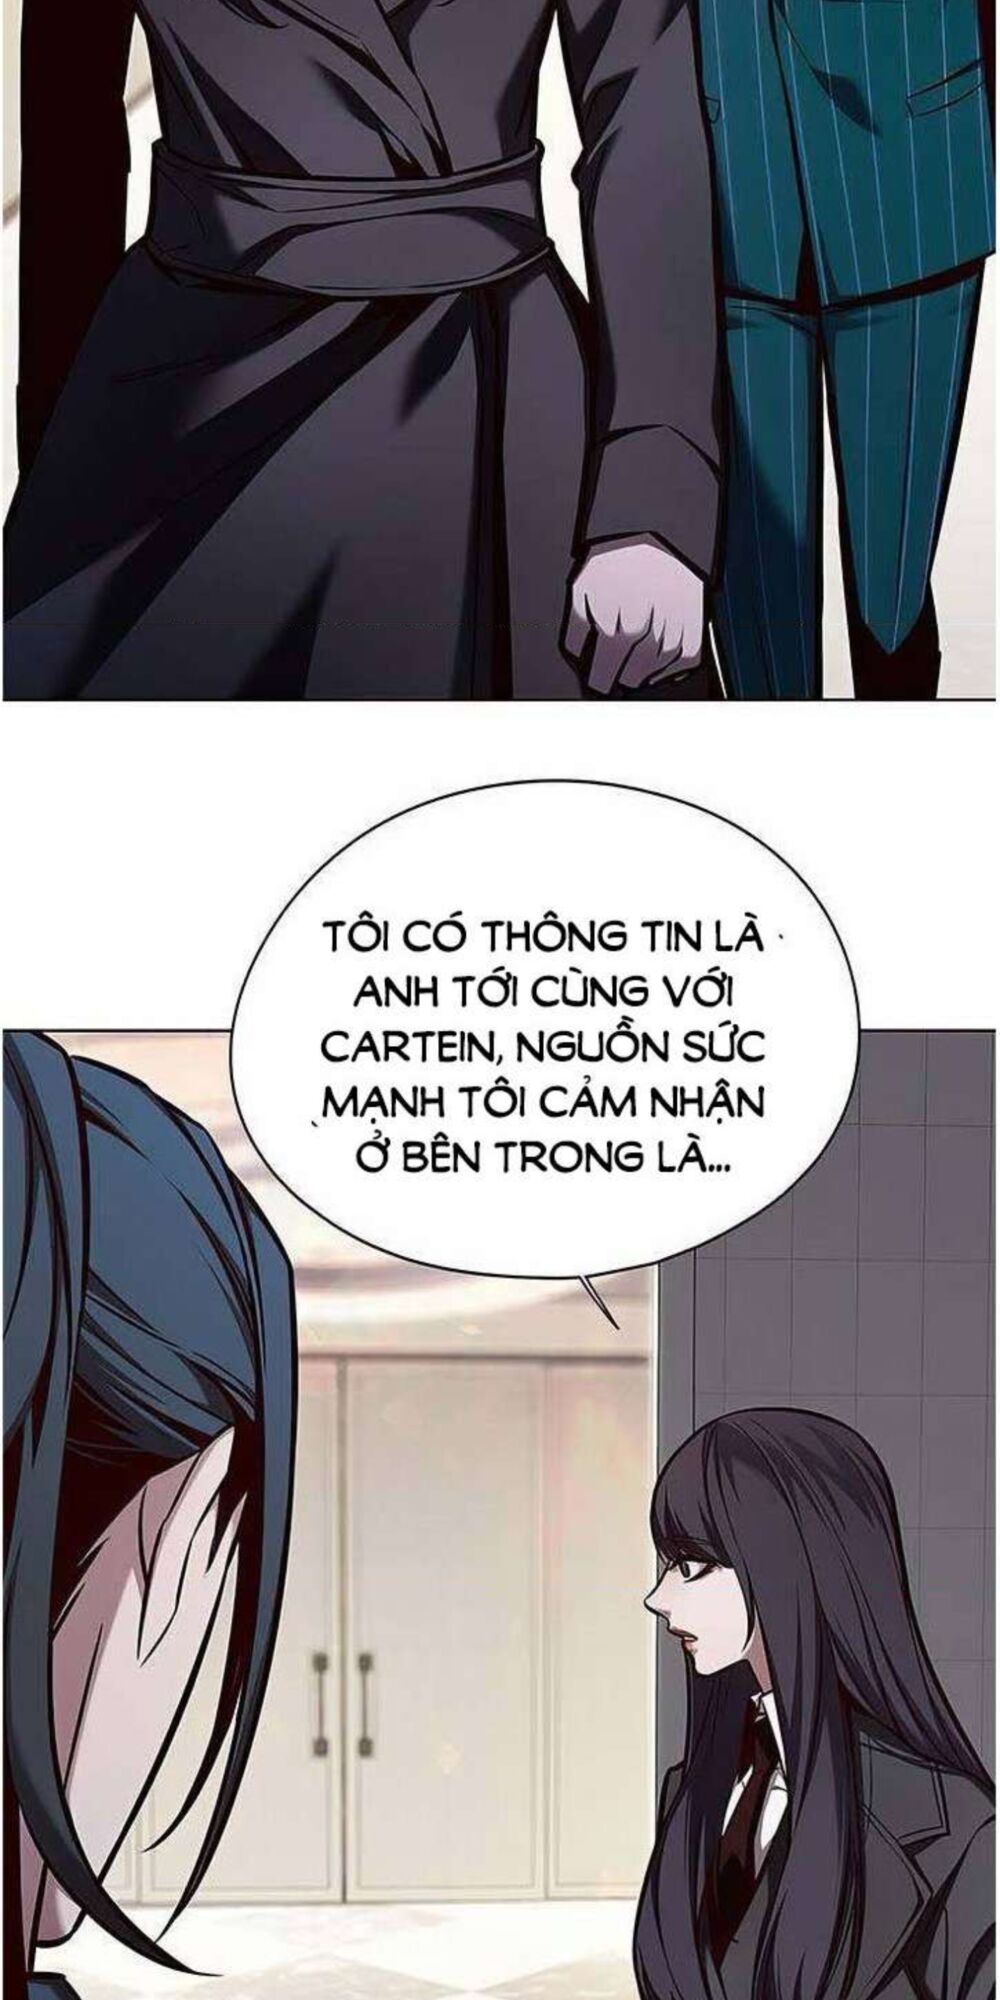 TÔI CÓ THÔNG TIN LÀ
ANH TỚI CÙNG VỚI
CARTEIN, NGUỒN SỨC
MẠNH TÔI CẢM NHẬN
Ở BÊN TRONG LÀ...